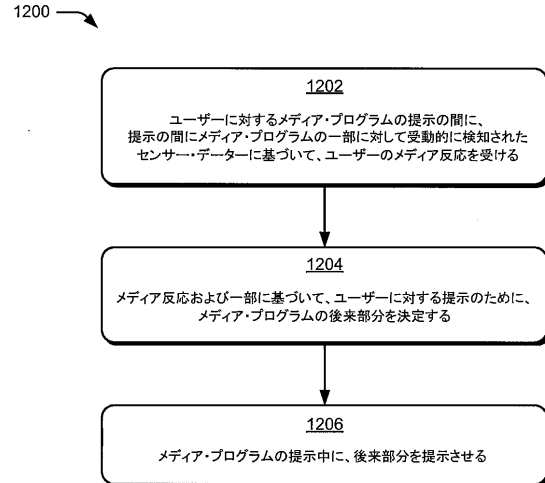 1200
1202
ユーザーに対するメディア・プログラムの提示の間に、
提示の間にメディア・プログラムの一部に対して受動的に検知された
センサー・データーに基づいて、ユーザーのメディア反応を受ける
1204
メディア反応および一部に基づいて、ユーザーに対する提示のために、
メディア・プログラムの後来部分を決定する
1206
メディア・プログラムの提示中に、後来部分を提示させる